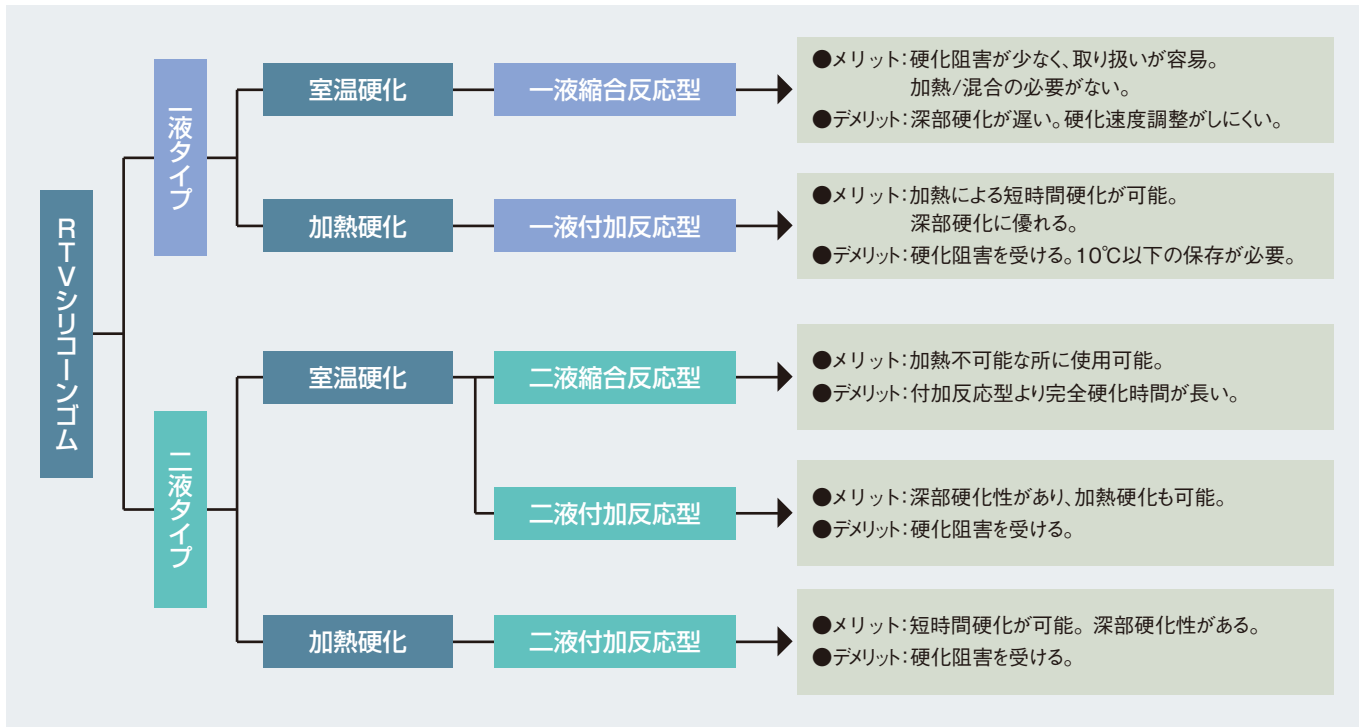 RTVシリコーンゴム
一液タイプ
室温硬化
一液縮合反応型
●メリット：硬化阻害が少なく、取り扱いが容易。
加熱/混合の必要がない。
●デメリット：深部硬化が遅い。硬化速度調整がしにくい。
加熱硬化
一液付加反応型
●メリット：加熱による短時間硬化が可能。
深部硬化に優れる。
●デメリット：硬化阻害を受ける。10℃以下の保存が必要。
二液タイプ
室温硬化
二液縮合反応型
●メリット：加熱不可能な所に使用可能。
●デメリット：付加反応型より完全硬化時間が長い。
二液付加反応型
●メリット：深部硬化性があり、加熱硬化も可能。
●デメリット：硬化阻害を受ける。
加熱硬化
二液付加反応型
●メリット：短時間硬化が可能。深部硬化性がある。
●デメリット：硬化阻害を受ける。